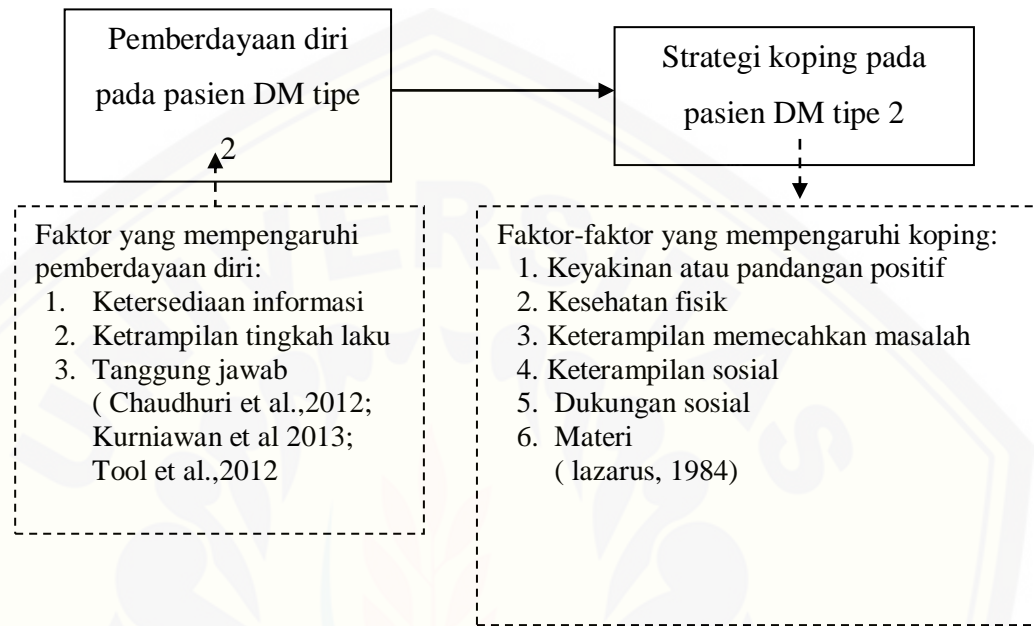 Pemberdayaan diri
pada pasien DM tipe
2
Strategi koping pada
pasien DM tipe 2
Faktor yang mempengaruhi
pemberdayaan diri:
1. Ketersediaan informasi
2. Ketrampilan tingkah laku
3. Tanggung jawab
( Chaudhuri et al.,2012;
Kurniawan et al 2013;
Tool et al.,2012
Faktor-faktor yang mempengaruhi koping:
1. Keyakinan atau pandangan positif
2. Kesehatan fisik
3. Keterampilan memecahkan masalah
4. Keterampilan sosial
5. Dukungan sosial
6. Materi
( lazarus, 1984)
UNIVERSITAS